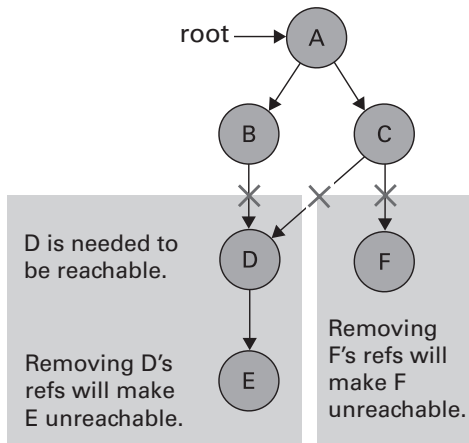 root
A
B
C
D is needed to
be reachable.
D
F
Removing D's
refs will make
E unreachable.
E
Removing
F's refs will
make F
unreachable.